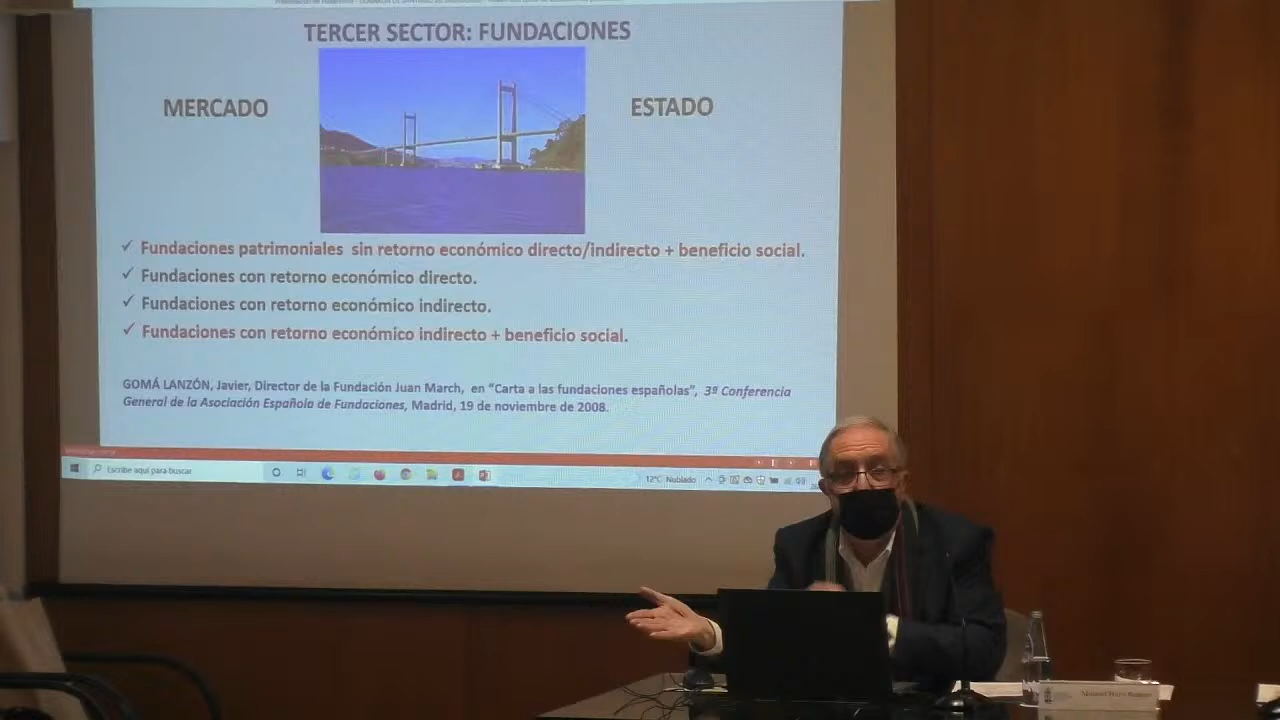 TERCER SECTOR: FUNDACIONES
MERCADO
ESTADO
✓ Fundaciones patrimoniales sin retorno económico directo/indirecto + beneficio social.
✓ Fundaciones con retorno económico directo.
✓ Fundaciones con retorno económico indirecto.
✓ Fundaciones con retorno económico indirecto + beneficio social.
GOMÁ LANZÓN, Javier, Director de la Fundación Juan March, en “Carta a las fundaciones españolas”, 3ª Conferencia
General de la Asociación Española de Fundaciones, Madrid, 19 de noviembre de 2008.
Escribe aquí para buscar
12°C Nublado